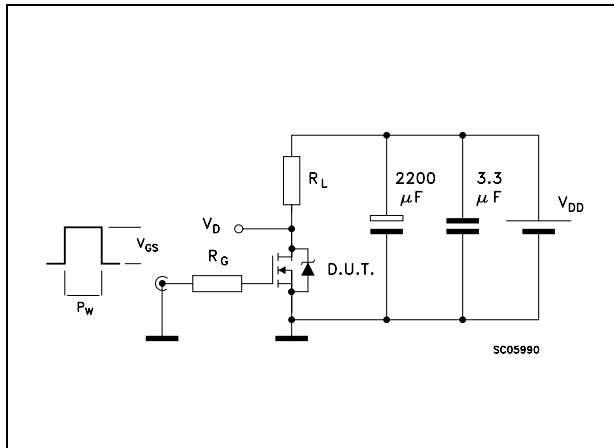 R_L
2200
μF
3.3
μF
V_DD
V_D
V_GS
R_G
D.U.T.
P_W
SC05990